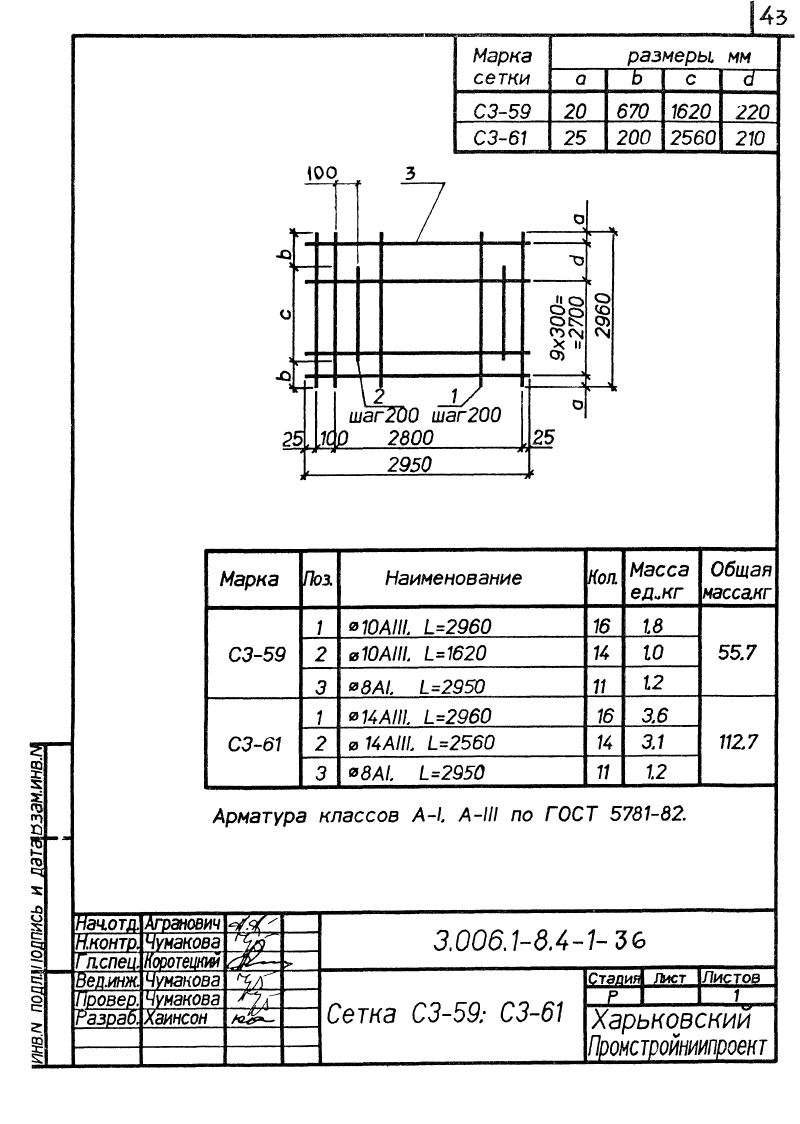 43
Марка сетки размеры, мм
a b c d
С3-59 20 670 1620 220
С3-61 25 200 2560 210
100 3
a
b
d
c
9х300=
=2700
2960
b
a
2 1
шаг200 шаг200
25 100 2800 25
2950
Марка Поз. Наименование Кол. Масса ед.,кг Общая масса,кг
С3-59 1 ⌀10АIII, L=2960 16 1,8 55,7
2 ⌀10АIII, L=1620 14 1,0
3 ⌀8АI, L=2950 11 1,2
С3-61 1 ⌀14АIII, L=2960 16 3,6 112,7
2 ⌀14АIII, L=2560 14 3,1
3 ⌀8АI, L=2950 11 1,2
Арматура классов А-I, А-III по ГОСТ 5781-82.
ИНВ.N ПОДЛ. ПОДПИСЬ И ДАТА ВЗАМ.ИНВ.N
Нач.отд. Агранович
Н.контр. Чумакова
Гл.спец. Коротецкий
Вед.инж. Чумакова
Провер. Чумакова
Разраб. Хаинсон
3.006.1-8.4-1-36
Сетка С3-59; С3-61
Стадия Лист Листов
Р 1
Харьковский
Промстройниипроект